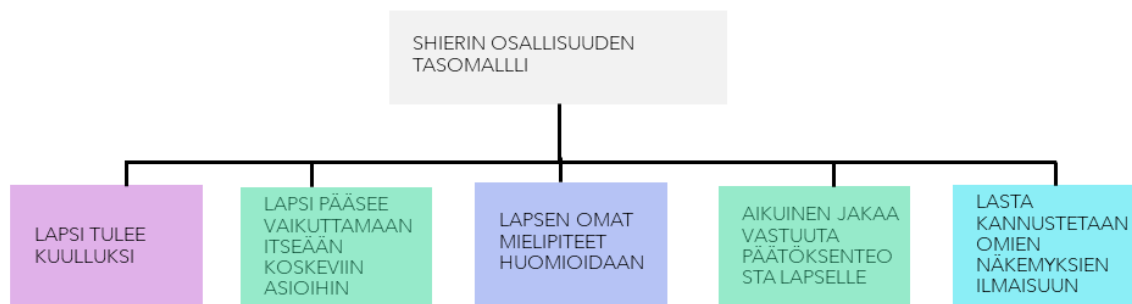 SHIERIN OSALLISUUDEN
TASOMALLLI
LAPSI TULEE
KUULLUKSI
LAPSI PÄÄSEE
VAIKUTTAMAAN
ITSEÄÄN
KOSKEVIIN
ASIOIHIN
LAPSEN OMAT
MIELIPITEET
HUOMIOIDAAN
AIKUINEN JAKAA
VASTUUTA
PÄÄTÖKSENTEO
STA LAPSELLE
LASTA
KANNUSTETAAN
OMIEN
NÄKEMYKSIEN
ILMAISUUN